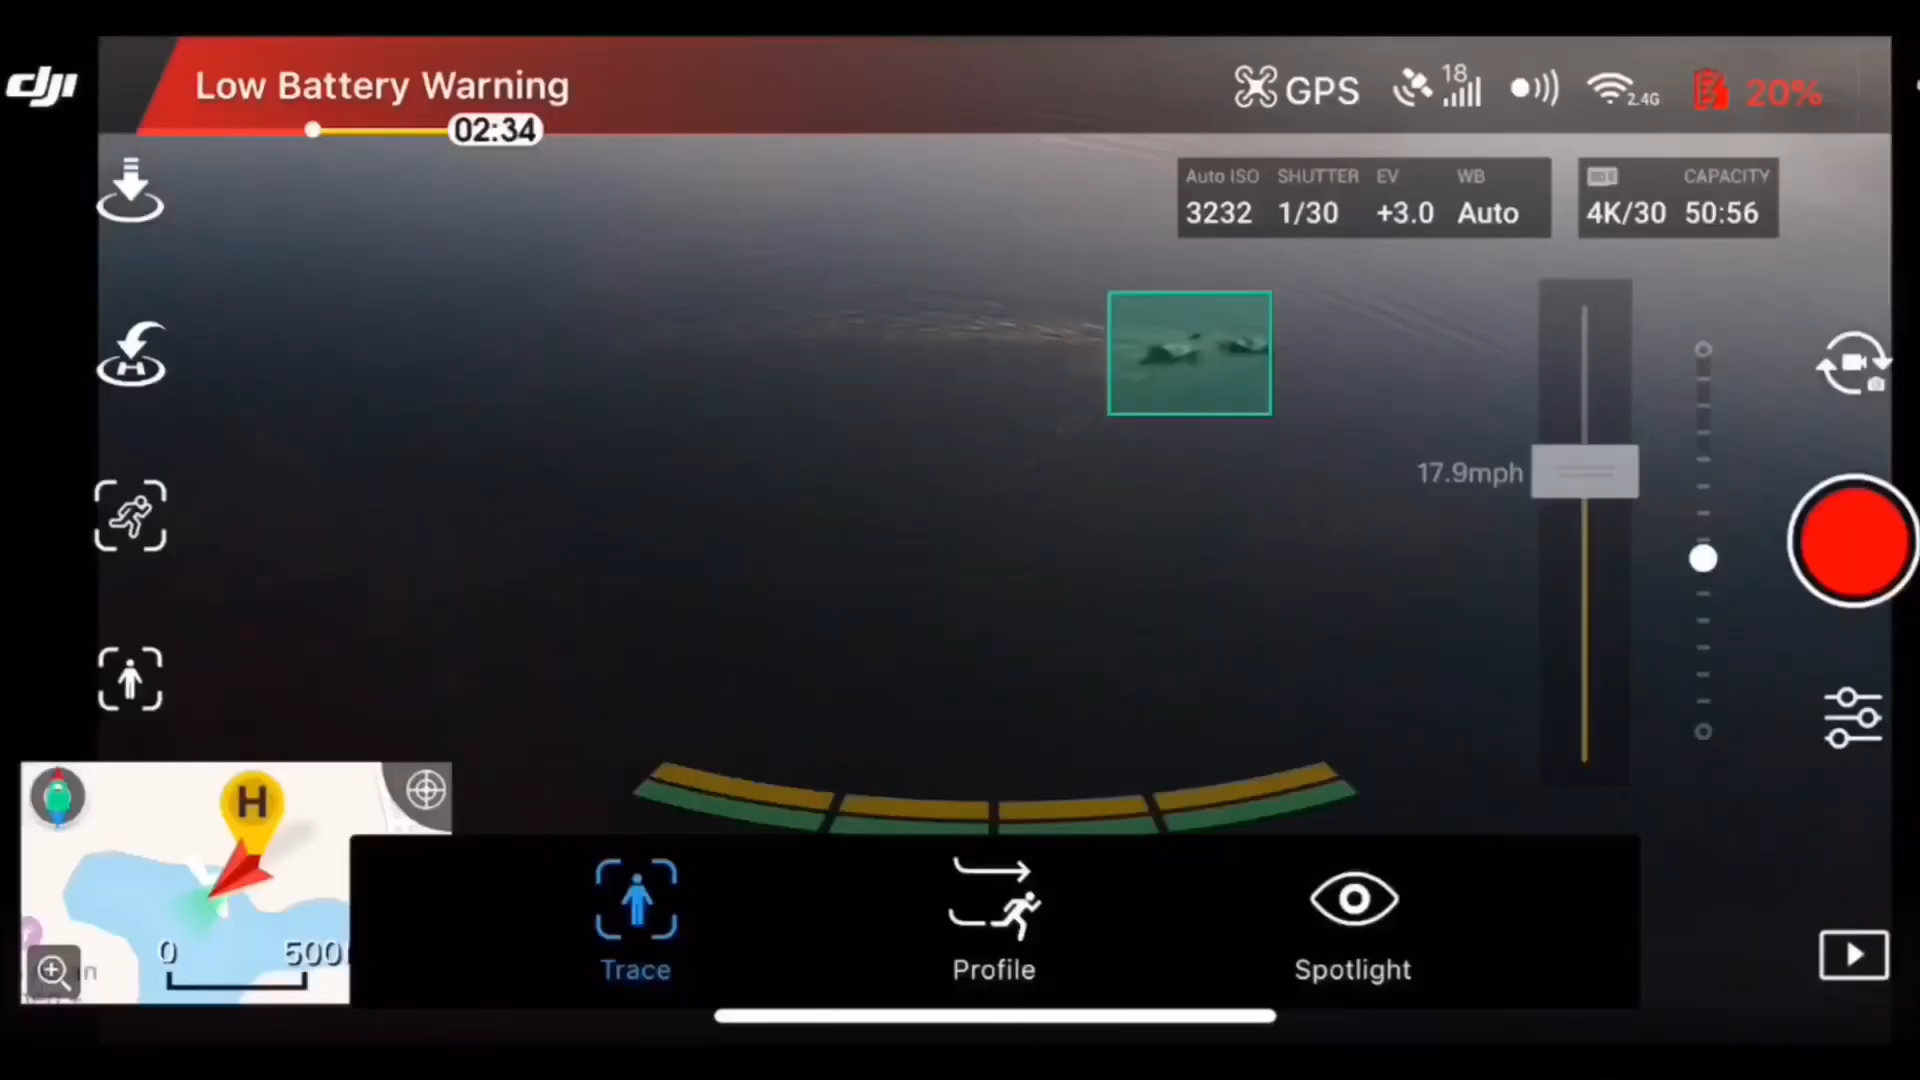 dji
Low Battery Warning
02:34
GPS
18
2.4G
20%
Auto ISO SHUTTER EV WB
3232 1/30 +3.0 Auto
CAPACITY
4K/30 50:56
17.9mph
H
0 500
Trace Profile Spotlight